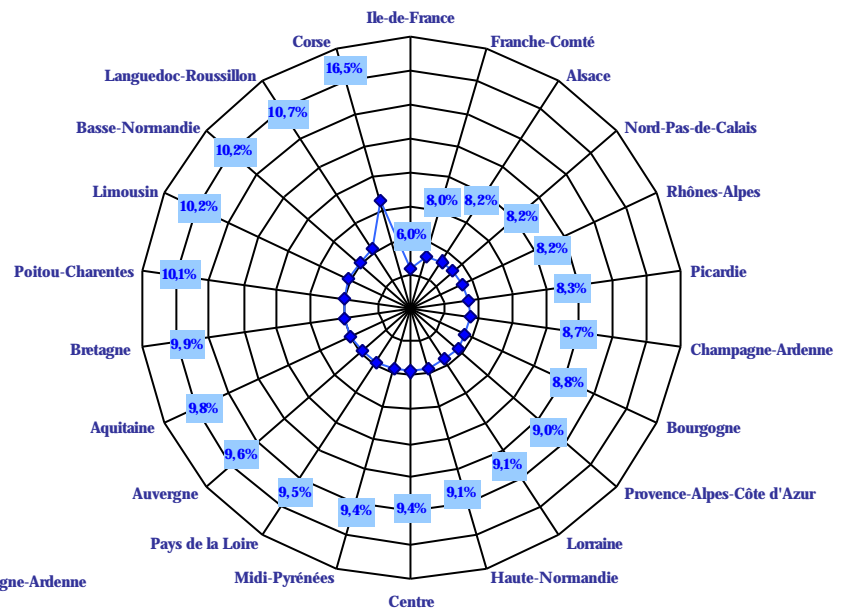 Ile-de-France
Corse
Franche-Comté
Languedoc-Roussillon
Alsace
Basse-Normandie
Nord-Pas-de-Calais
Limousin
Rhônes-Alpes
Poitou-Charentes
Picardie
Bretagne
Champagne-Ardenne
Aquitaine
Bourgogne
Auvergne
Provence-Alpes-Côte d'Azur
Pays de la Loire
Lorraine
Midi-Pyrénées
Haute-Normandie
Centre
gne-Ardenne
16,5%
10,7%
10,2%
10,2%
10,1%
9,9%
9,8%
9,6%
9,5%
9,4%
9,4%
9,1%
9,1%
9,0%
8,8%
8,7%
8,3%
8,2%
8,2%
8,2%
8,0%
6,0%